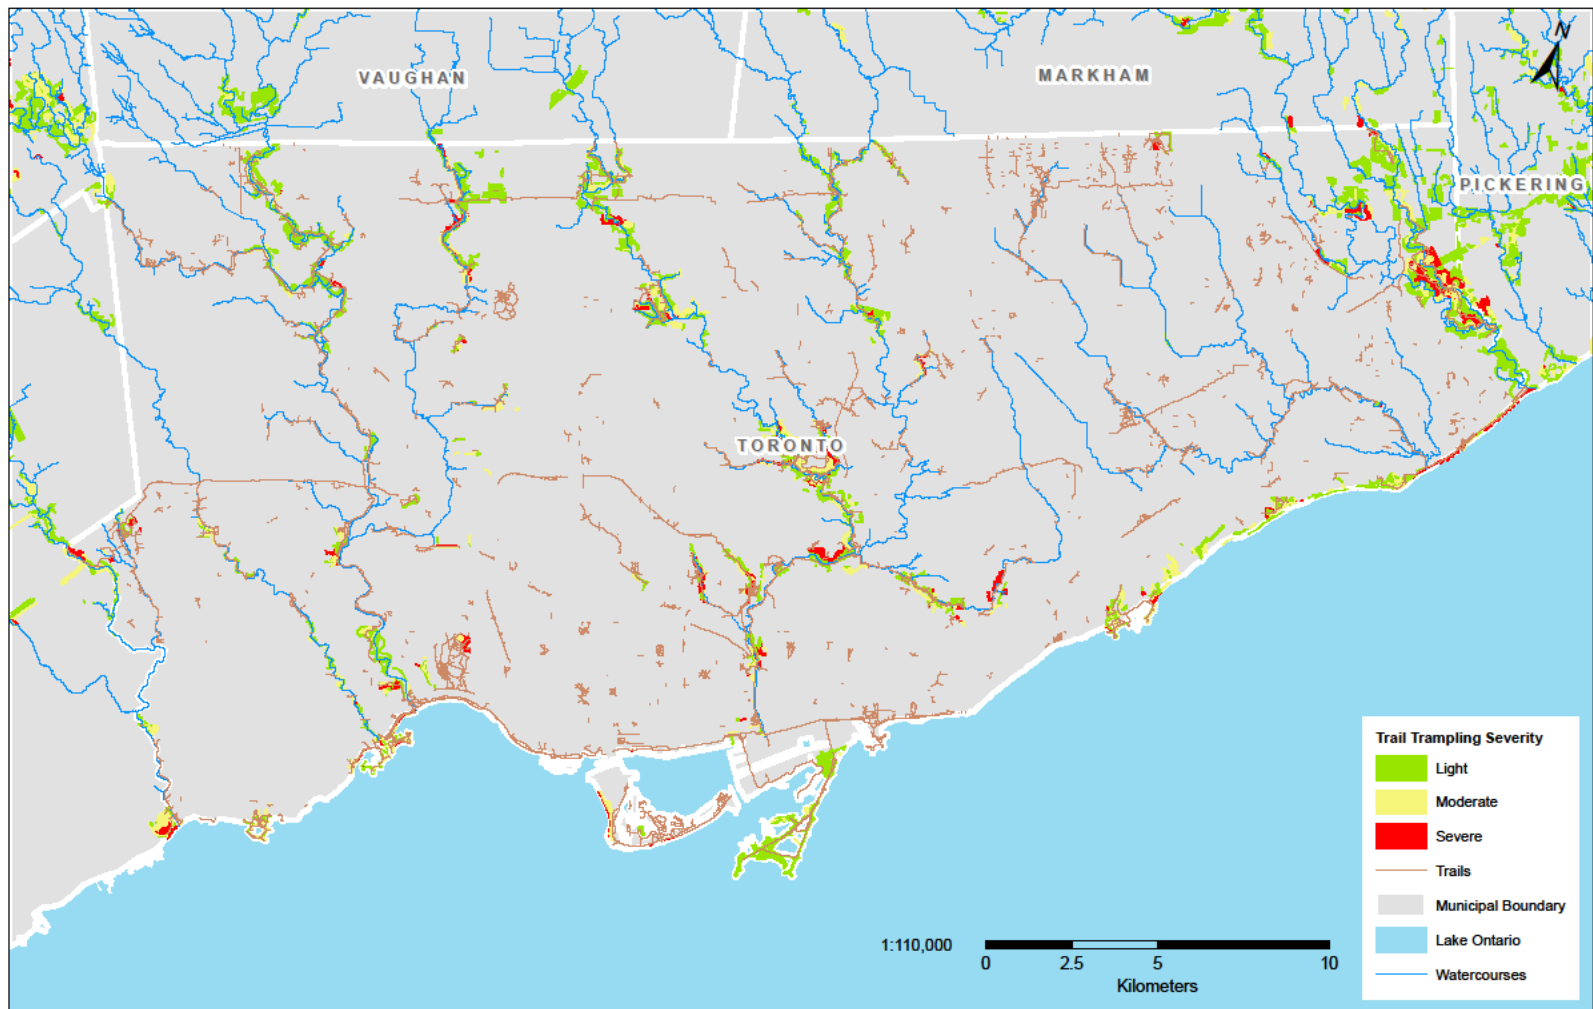 N
VAUGHAN
MARKHAM
PICKERING
TORONTO
Trail Trampling Severity
Light
Moderate
Severe
Trails
Municipal Boundary
Lake Ontario
Watercourses
1:110,000
0 2.5 5 10
Kilometers